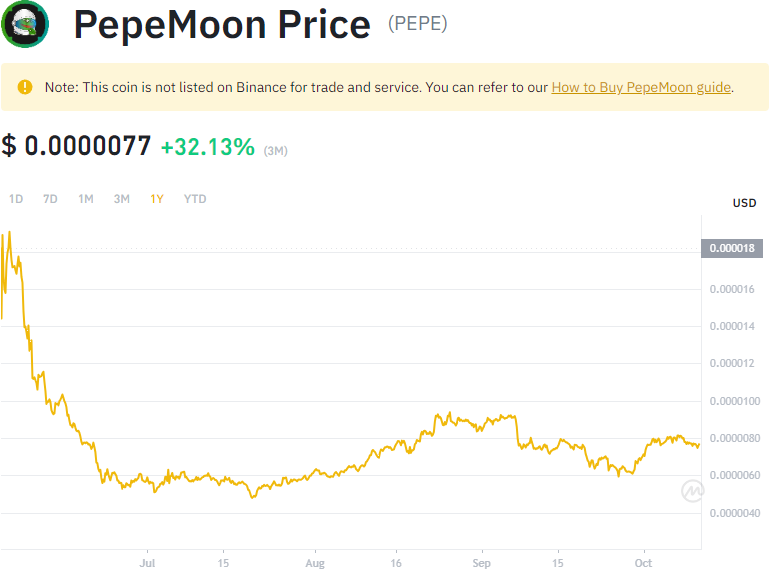 PepeMoon Price (PEPE)
Note: This coin is not listed on Binance for trade and service. You can refer to our How to Buy PepeMoon guide.
$ 0.0000077 +32.13% (3M)
1D 7D 1M 3M 1Y YTD
USD
0.000018
0.000016
0.000014
0.000012
0.0000100
0.0000080
0.0000060
0.0000040
Jul 15 Aug 16 Sep 15 Oct